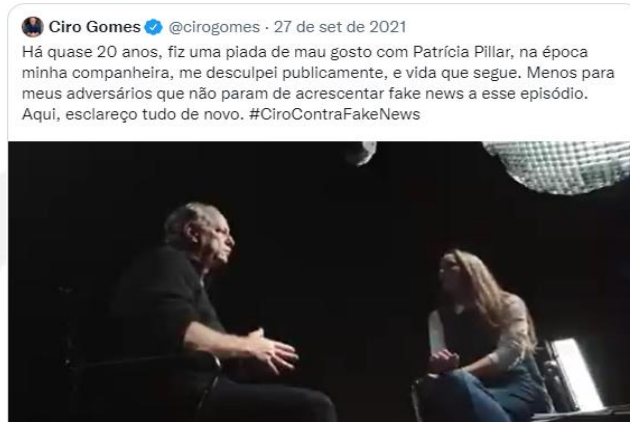 Ciro Gomes @cirogomes · 27 de set de 2021
Há quase 20 anos, fiz uma piada de mau gosto com Patrícia Pillar, na época
minha companheira, me desculpei publicamente, e vida que segue. Menos para
meus adversários que não param de acrescentar fake news a esse episódio.
Aqui, esclareço tudo de novo. #CiroContraFakeNews